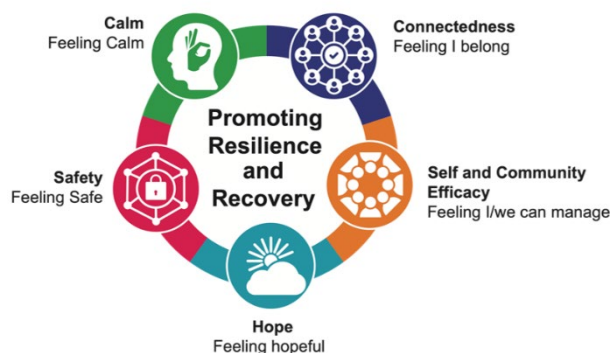 Calm
Feeling Calm
Connectedness
Feeling I belong
Promoting
Resilience
and
Recovery
Safety
Feeling Safe
Self and Community
Efficacy
Feeling I/we can manage
Hope
Feeling hopeful